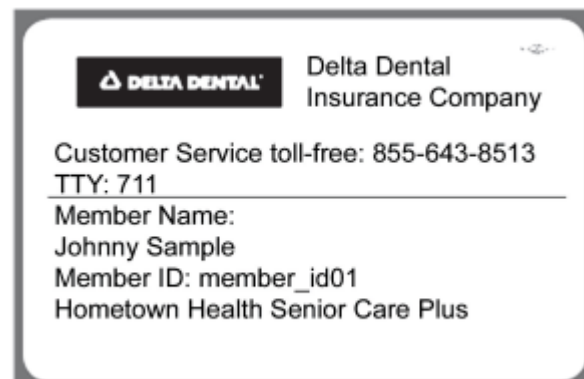 DELTA DENTAL
Delta Dental
Insurance Company
Customer Service toll-free: 855-643-8513
TTY: 711
Member Name:
Johnny Sample
Member ID: member_id01
Hometown Health Senior Care Plus